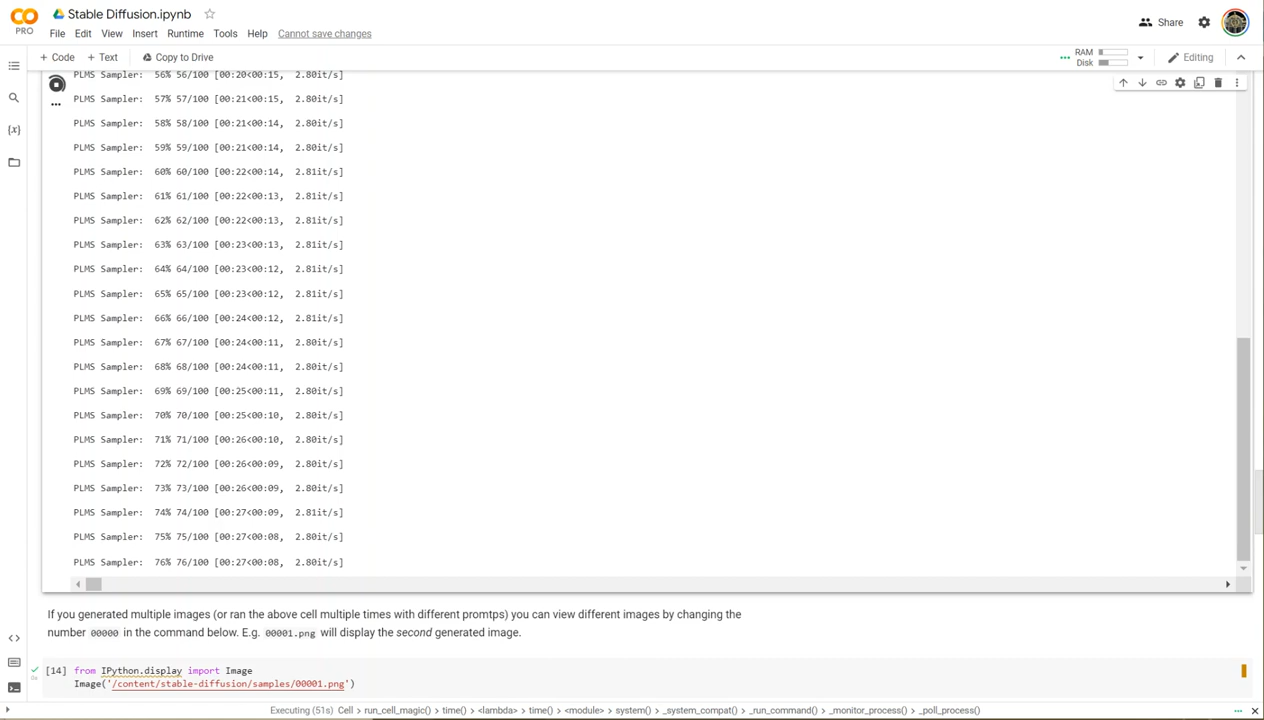 CO
PRO
Stable Diffusion.ipynb
File Edit View Insert Runtime Tools Help Cannot save changes
Share
+ Code + Text Copy to Drive
RAM
Disk
Editing
PLMS Sampler: 56% 56/100 [00:20<00:15, 2.80it/s]
PLMS Sampler: 57% 57/100 [00:21<00:15, 2.80it/s]
PLMS Sampler: 58% 58/100 [00:21<00:14, 2.80it/s]
PLMS Sampler: 59% 59/100 [00:21<00:14, 2.80it/s]
PLMS Sampler: 60% 60/100 [00:22<00:14, 2.81it/s]
PLMS Sampler: 61% 61/100 [00:22<00:13, 2.81it/s]
PLMS Sampler: 62% 62/100 [00:22<00:13, 2.81it/s]
PLMS Sampler: 63% 63/100 [00:23<00:13, 2.81it/s]
PLMS Sampler: 64% 64/100 [00:23<00:12, 2.81it/s]
PLMS Sampler: 65% 65/100 [00:23<00:12, 2.81it/s]
PLMS Sampler: 66% 66/100 [00:24<00:12, 2.81it/s]
PLMS Sampler: 67% 67/100 [00:24<00:11, 2.80it/s]
PLMS Sampler: 68% 68/100 [00:24<00:11, 2.80it/s]
PLMS Sampler: 69% 69/100 [00:25<00:11, 2.80it/s]
PLMS Sampler: 70% 70/100 [00:25<00:10, 2.80it/s]
PLMS Sampler: 71% 71/100 [00:26<00:10, 2.80it/s]
PLMS Sampler: 72% 72/100 [00:26<00:09, 2.80it/s]
PLMS Sampler: 73% 73/100 [00:26<00:09, 2.80it/s]
PLMS Sampler: 74% 74/100 [00:27<00:09, 2.81it/s]
PLMS Sampler: 75% 75/100 [00:27<00:08, 2.80it/s]
PLMS Sampler: 76% 76/100 [00:27<00:08, 2.80it/s]
If you generated multiple images (or ran the above cell multiple times with different promtps) you can view different images by changing the
number 00000 in the command below. E.g. 00001.png will display the second generated image.
[14] from IPython.display import Image
0s
Image('/content/stable-diffusion/samples/00001.png')
Executing (51s) Cell > run_cell_magic() > time() > <lambda> > time() > <module> > system() > _system_compat() > _run_command() > _monitor_process() > _poll_process()